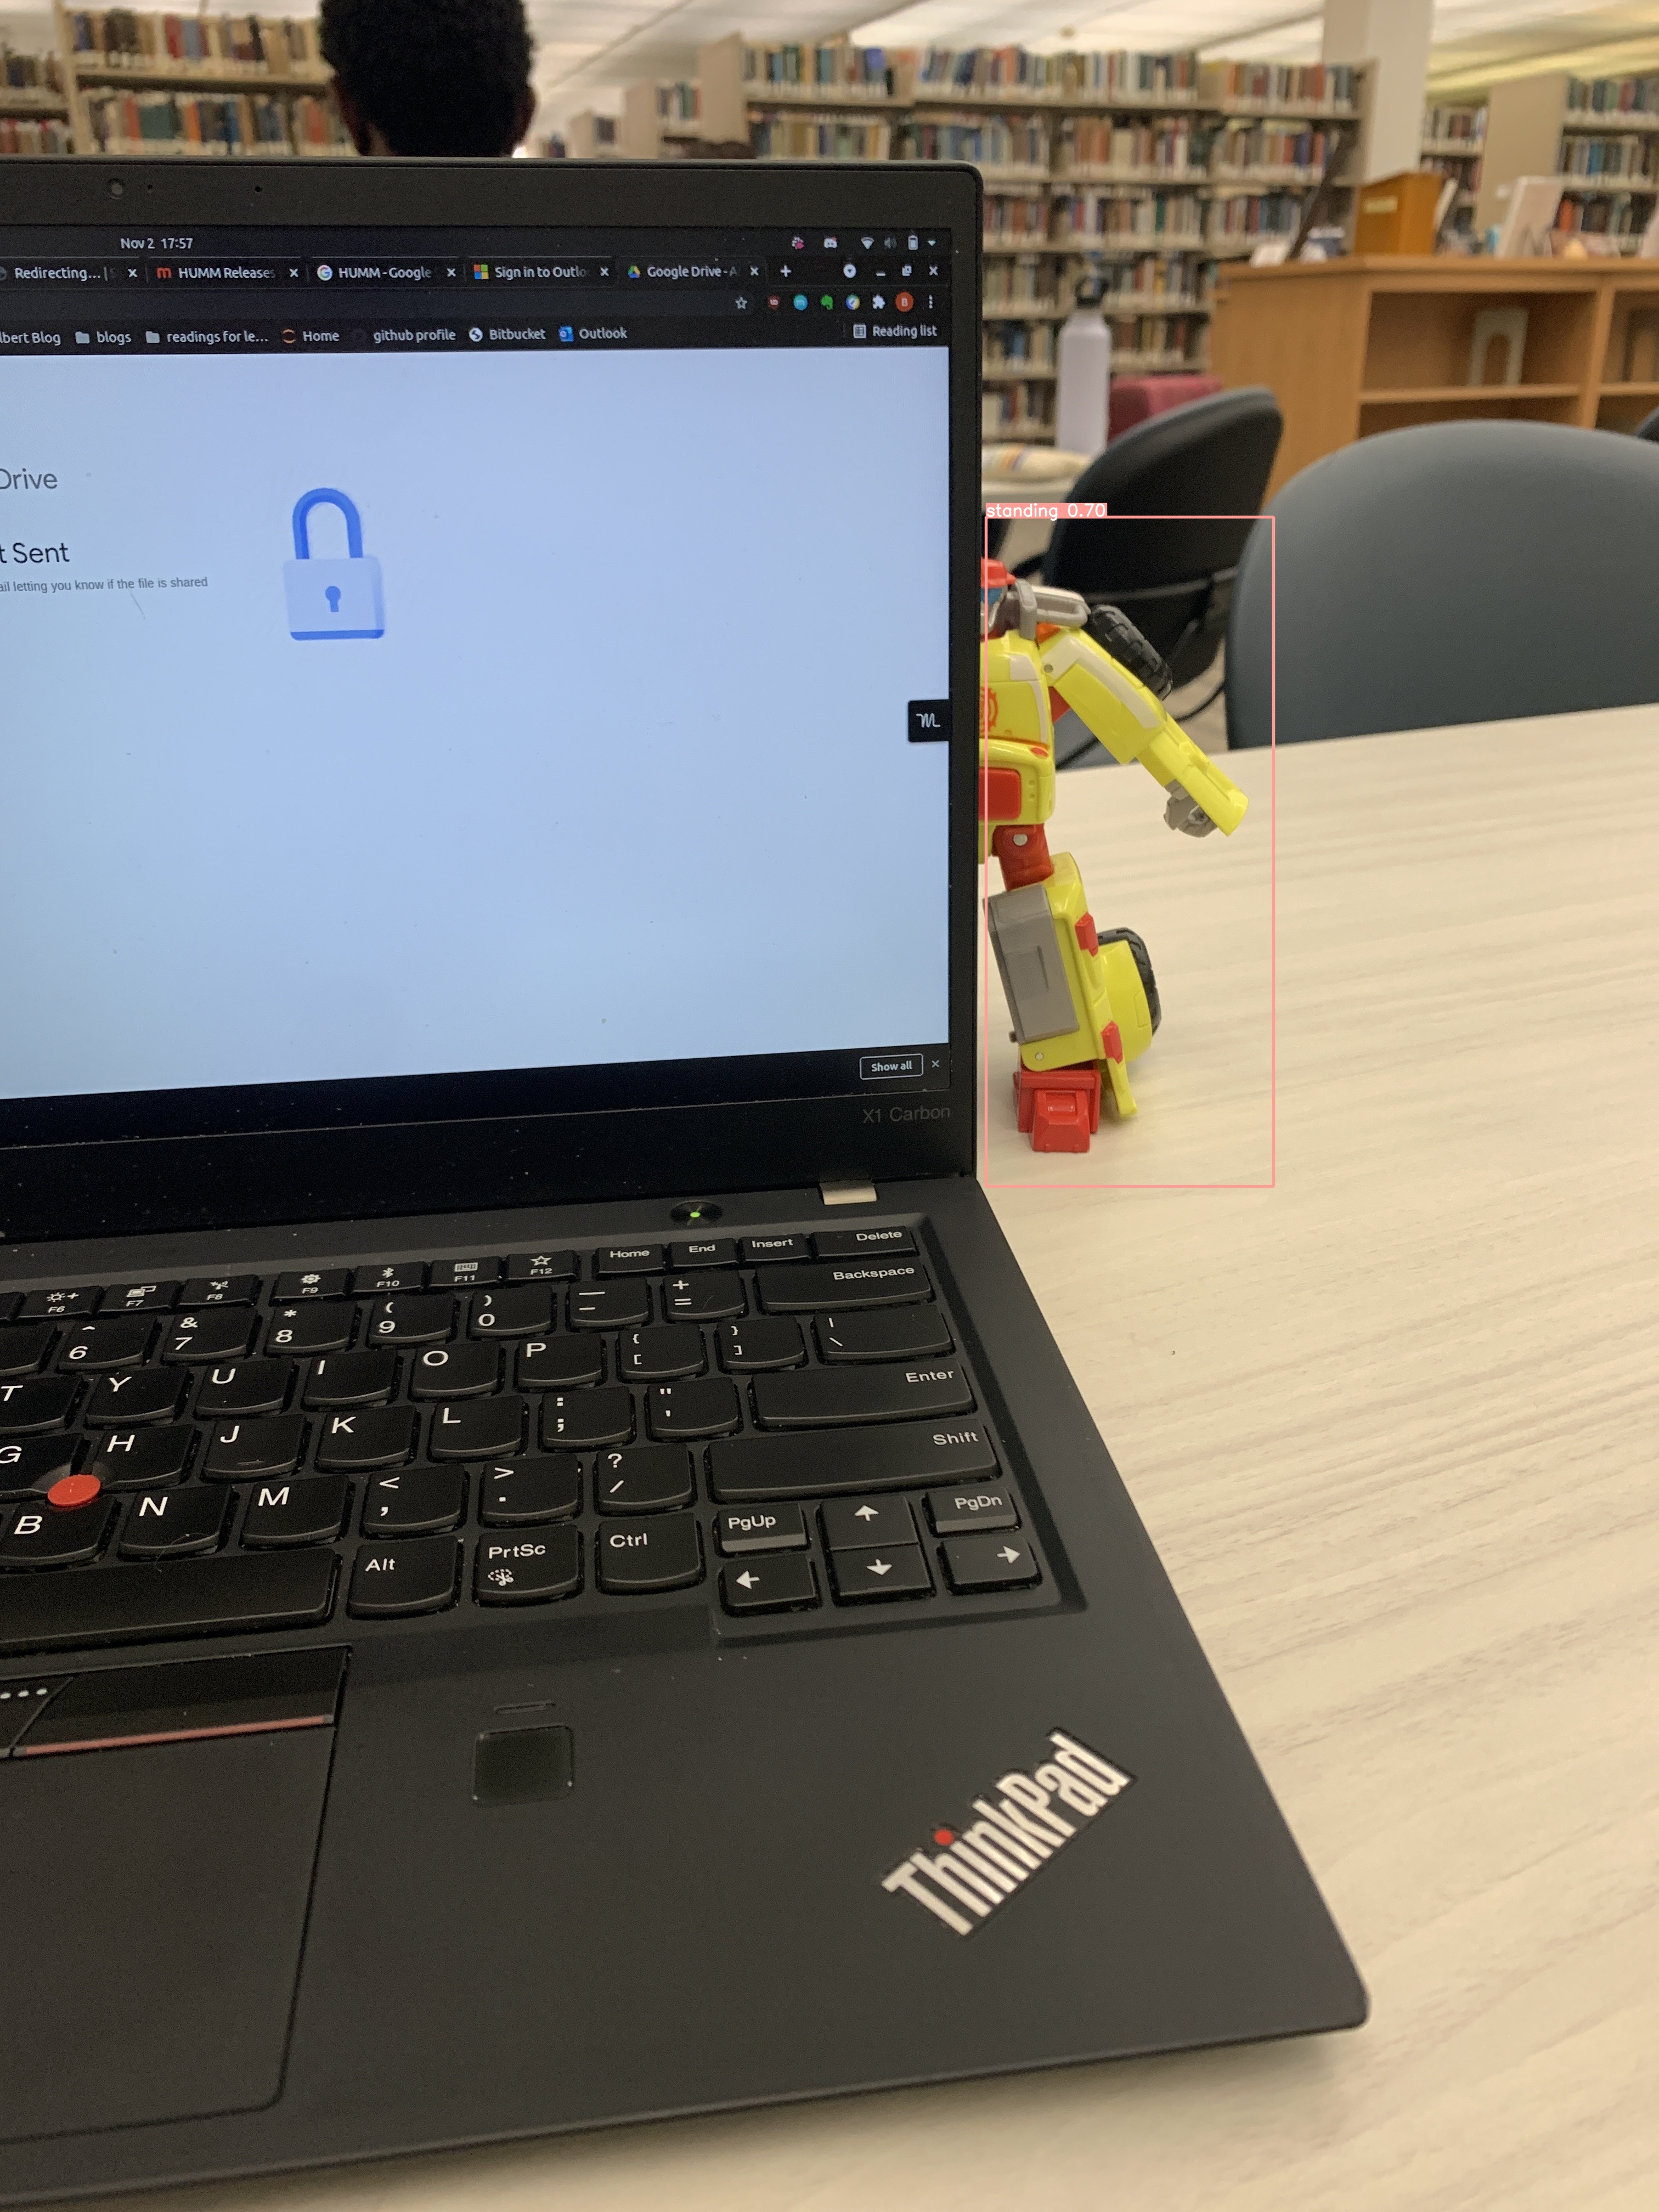 Nov 2 17:57
Redirecting... | HUMM Releases HUMM - Google Sign in to Outlo Google Drive - A
B
lbert Blog blogs readings for le... Home github profile Bitbucket Outlook Reading list
Drive
t Sent
ail letting you know if the file is shared
standing 0.70
Show all
X1 Carbon
Home End Insert Delete
F6 F7 F8 F9 F10 F11 F12
^ 6 & 7 * 8 ( 9 ) 0 — – + = Backspace
T Y U I O P { [ } ] | \
G H J K L : ; " ' Enter
B N M < , > . ? / Shift
Alt PrtSc Ctrl PgUp PgDn
ThinkPad